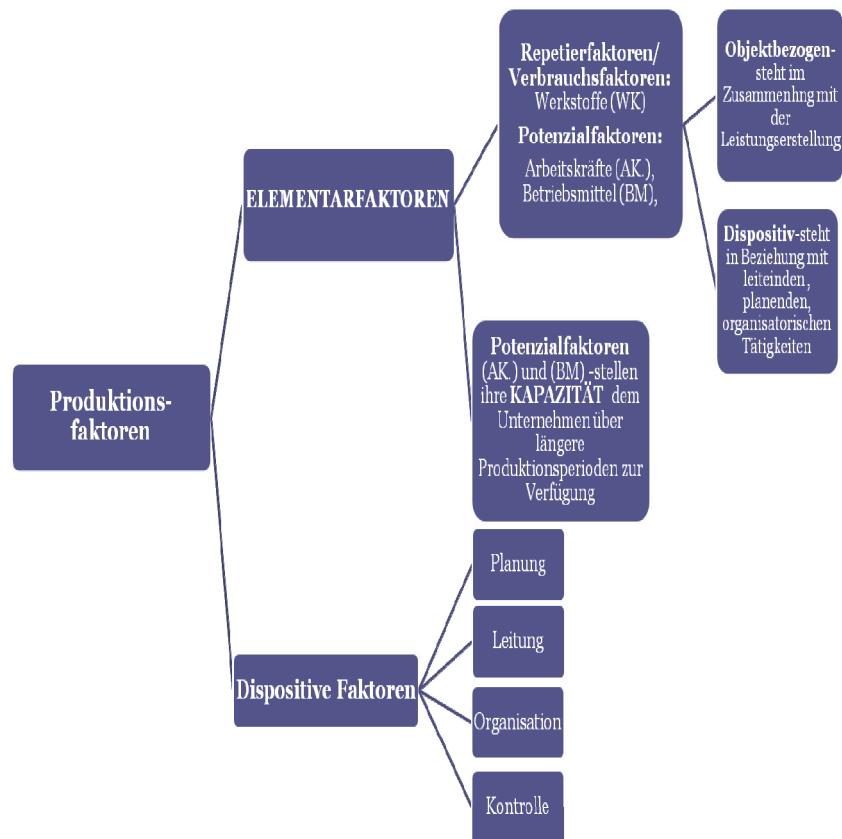 Produktions-
faktoren
ELEMENTARFAKTOREN
Repetierfaktoren/
Verbrauchsfaktoren:
Werkstoffe (WK)
Potenzialfaktoren:
Arbeitskräfte (AK.),
Betriebsmittel (BM),
Objektbezogen-
steht im
Zusammenhng mit
der
Leistungserstellung
Dispositiv-steht
in Beziehung mit
leiteinden ,
planenden,
organisatorischen
Tätigkeiten
Potenzialfaktoren
(AK.) und (BM) -stellen
ihre KAPAZITÄT dem
Unternehmen über
längere
Produktionsperioden zur
Verfügung
Dispositive Faktoren
Planung
Leitung
Organisation
Kontrolle